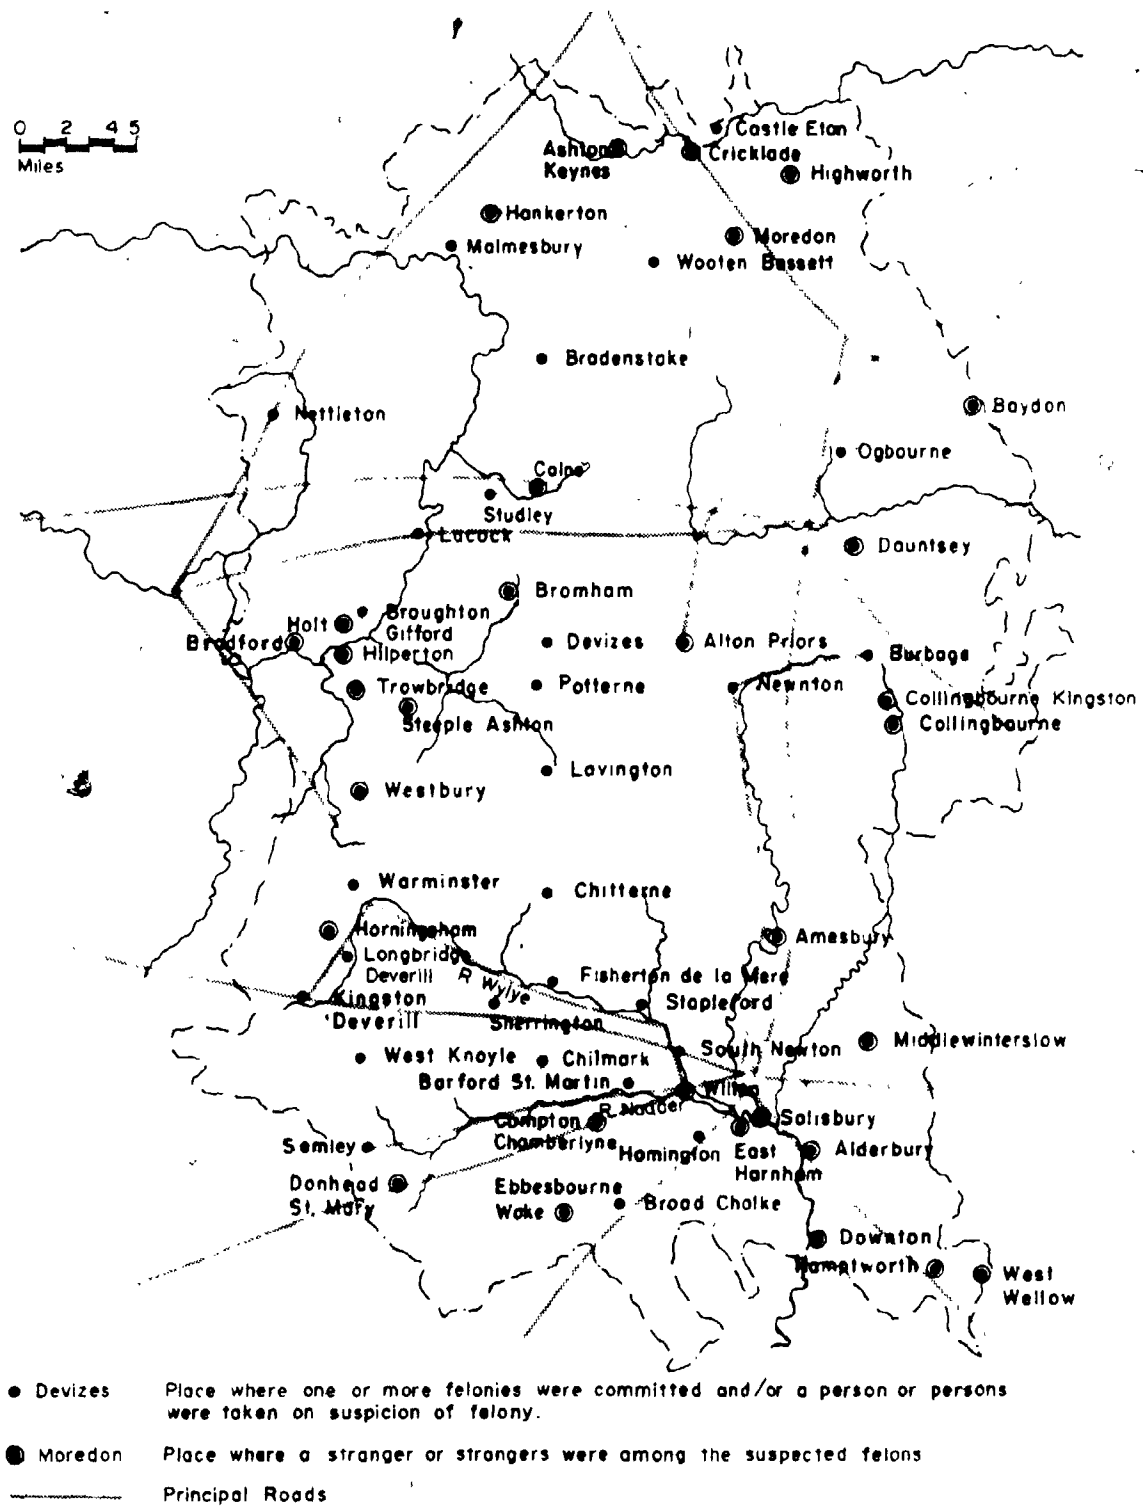 0 2 4 5
Miles
Castle Eton
Ashton
Keynes
Cricklade
Highworth
Hankerton
Malmesbury
Moredon
Wooten Bassett
Bradenstoke
Nettleton
Baydon
Ogbourne
Calne
Studley
Lacock
Dauntsey
Bromham
Holt
Broughton
Gifford
Bradford
Hilperton
Devizes
Alton Priors
Burbage
Trowbridge
Potterne
Newnton
Steeple Ashton
Collingbourne Kingston
Collingbourne
Lavington
Westbury
Warminster
Chitterne
Horningsham
Amesbury
Longbridge
Deverill
R Wylye
Fisherton de la Mere
Stapleford
Kingston
Deverill
Sherrington
South Newton
Middlewinterslow
West Knoyle
Chilmark
Barford St. Martin
Wilton
R. Nadder
Compton
Chamberlyne
Salisbury
Semley
Homington
East
Harnham
Alderbury
Donhead
St. Mary
Ebbesbourne
Wake
Broad Chalke
Downton
Hamptworth
West
Wellow
Devizes Place where one or more felonies were committed and/or a person or persons
were taken on suspicion of felony.
Moredon Place where a stranger or strangers were among the suspected felons
Principal Roads